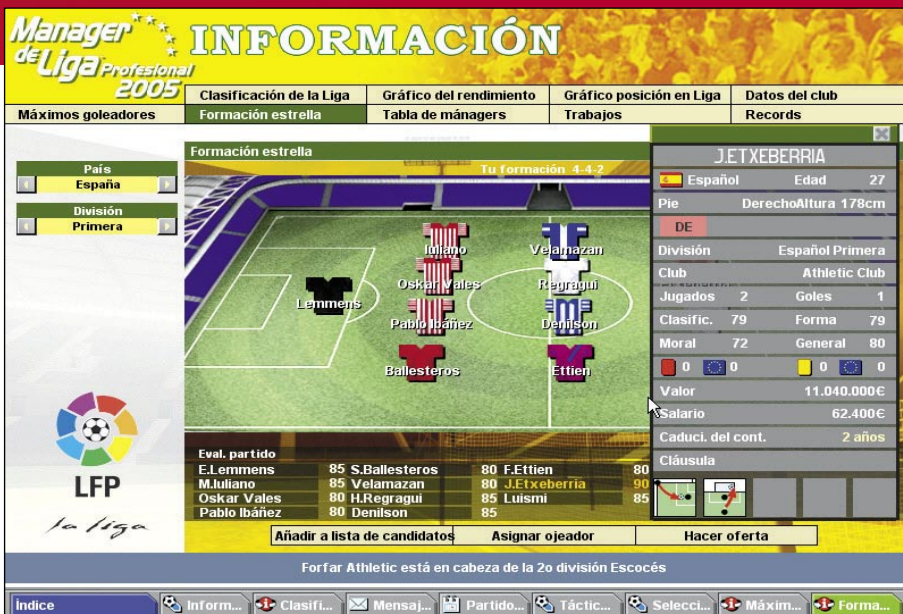 Manager
de Liga Profesional
2005
INFORMACIÓN
Clasificación de la Liga Gráfico del rendimiento Gráfico posición en Liga Datos del club
Máximos goleadores Formación estrella Tabla de mánagers Trabajos Records
Formación estrella
Tu formación 4-4-2
País
España
División
Primera
Iuliano Velamazan
Oskar Vales Regragui
Lemmens
Pablo Ibáñez Denilson
Ballesteros Ettien
LFP
la liga
Eval. partido
E.Lemmens 85 S.Ballesteros 80 F.Ettien 80
M.Iuliano 85 Velamazan 80 J.Etxeberria 90
Oskar Vales 80 H.Regragui 85 Luismi 85
Pablo Ibáñez 80 Denilson 85
J.ETXEBERRIA
Español Edad 27
Pie Derecho Altura 178cm
DE
División Español Primera
Club Athletic Club
Jugados 2 Goles 1
Clasific. 79 Forma 79
Moral 72 General 80
0 0 0 0
Valor 11.040.000€
Salario 62.400€
Caduci. del cont. 2 años
Cláusula
Añadir a lista de candidatos Asignar ojeador Hacer oferta
Forfar Athletic está en cabeza de la 2o división Escocés
Índice Inform... Clasifi... Mensaj... Partido... Táctic... Selecci... Máxim... Forma...